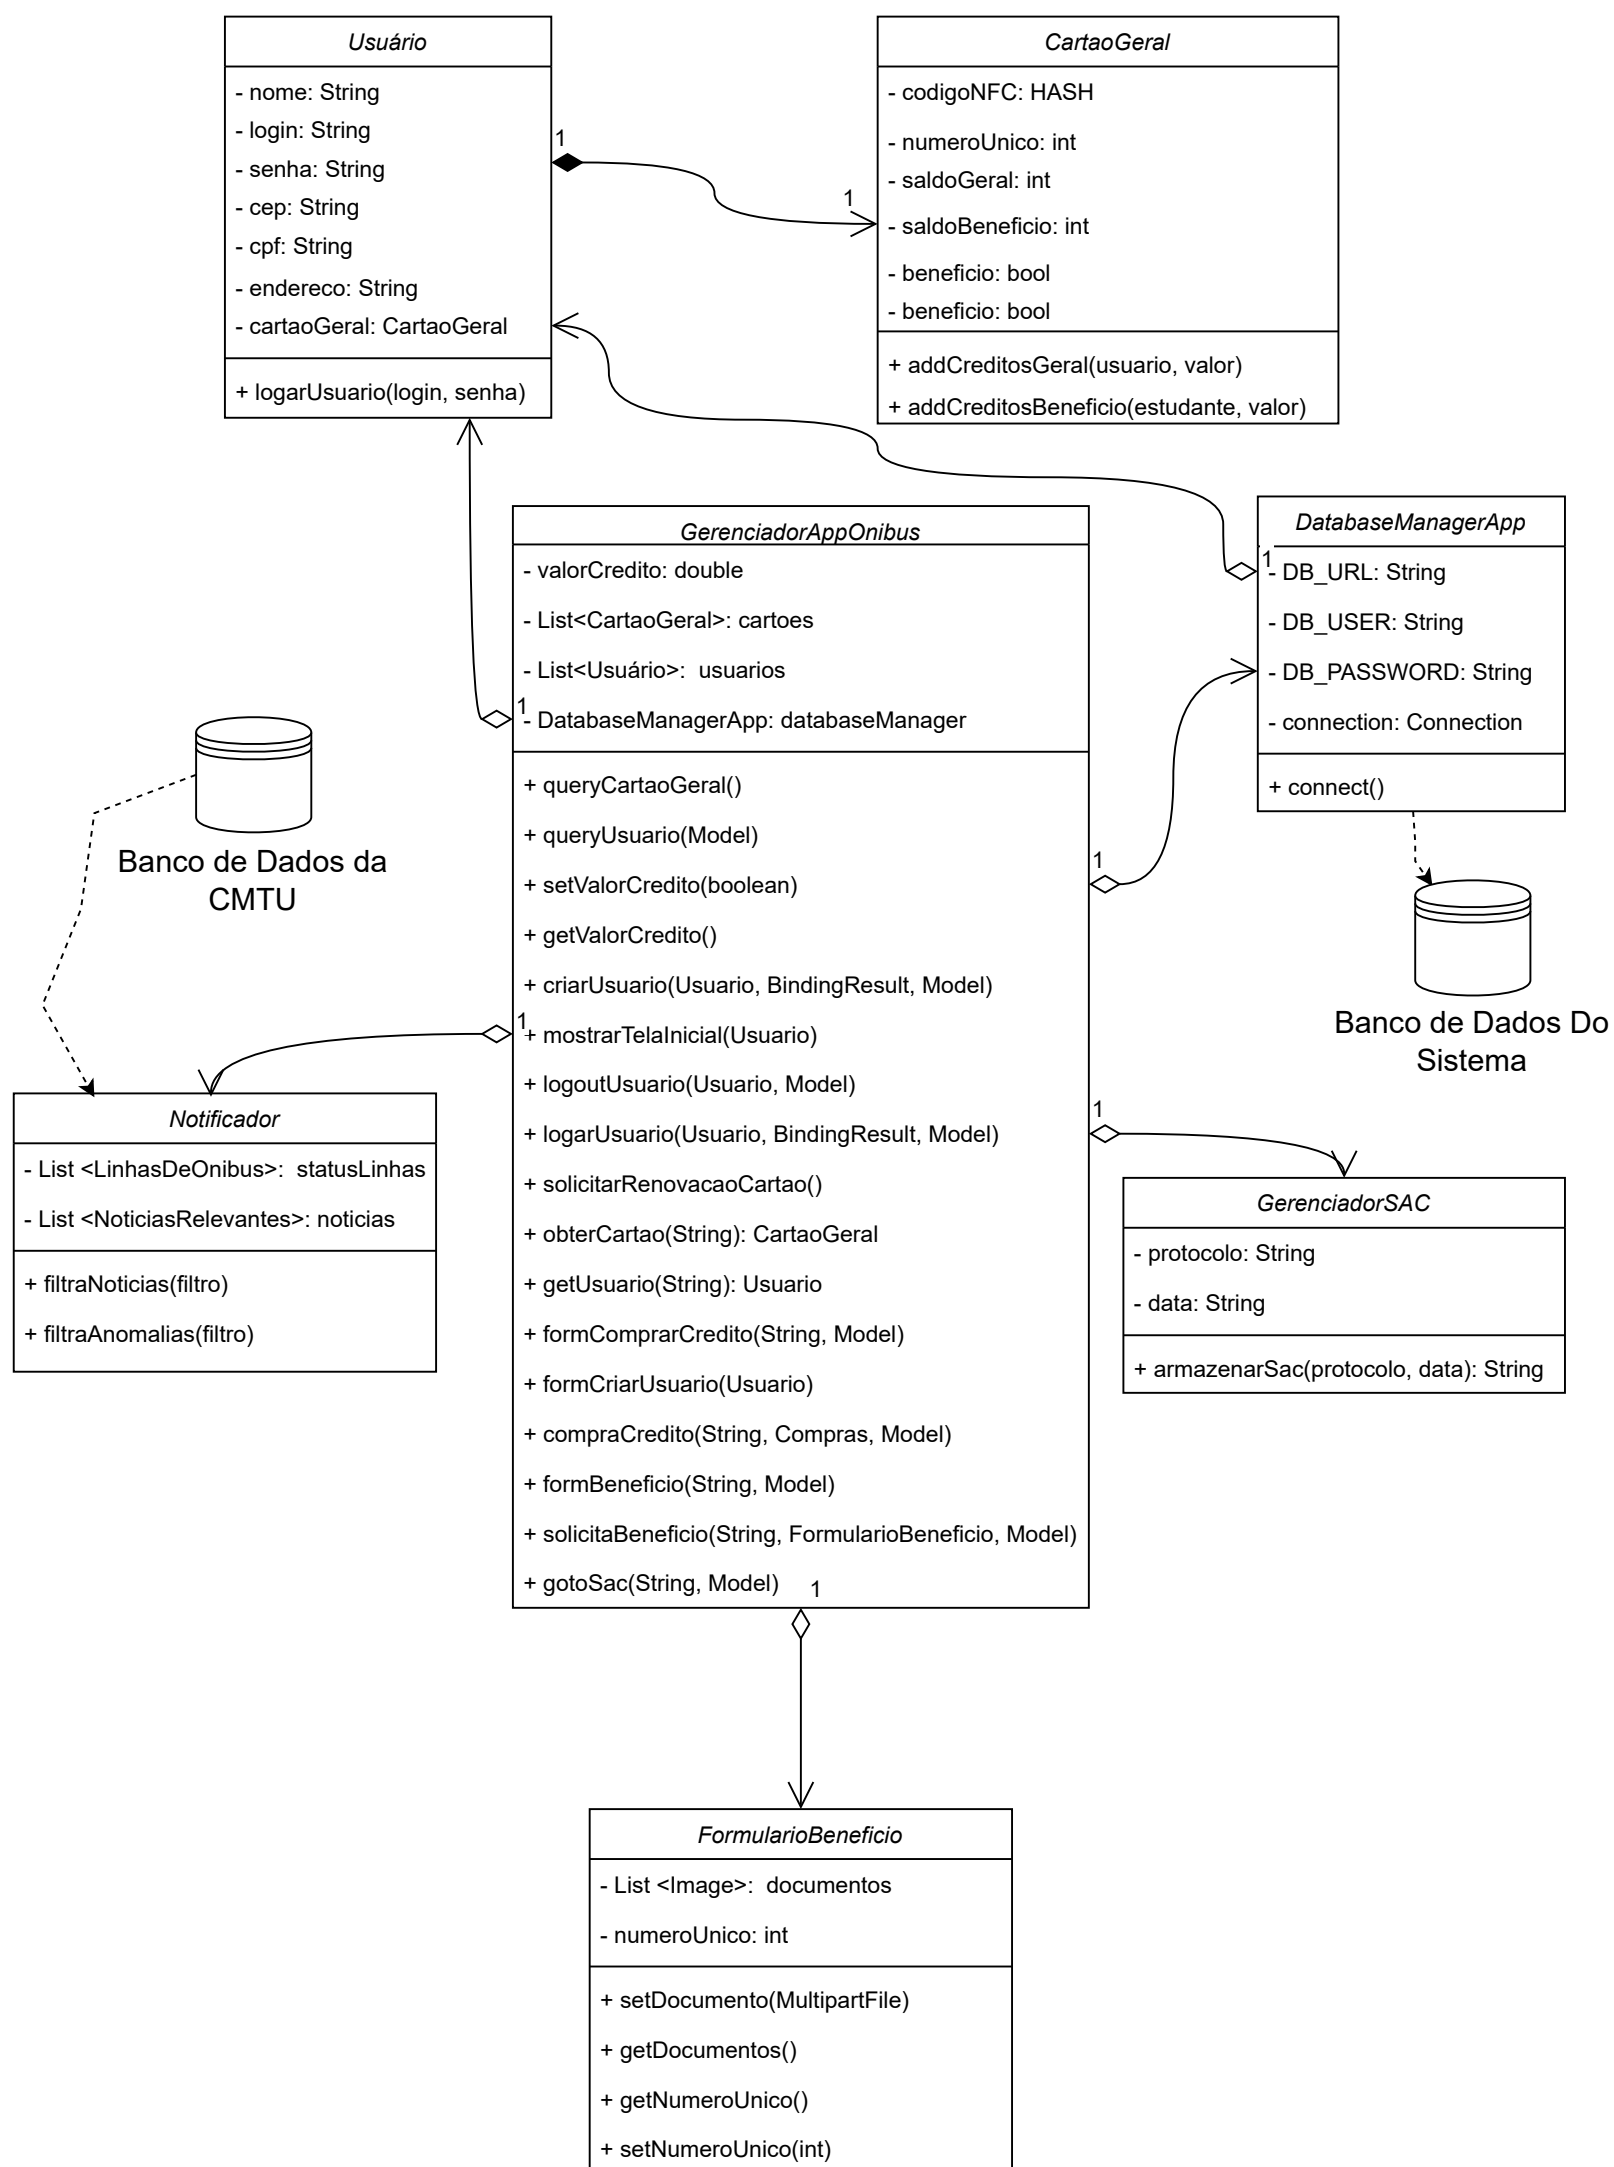 Usuário
- nome: String
- login: String
- senha: String
- cep: String
- cpf: String
- endereco: String
- cartaoGeral: CartaoGeral
+ logarUsuario(login, senha)
1
1
CartaoGeral
- codigoNFC: HASH
- numeroUnico: int
- saldoGeral: int
- saldoBeneficio: int
- beneficio: bool
- beneficio: bool
+ addCreditosGeral(usuario, valor)
+ addCreditosBeneficio(estudante, valor)
GerenciadorAppOnibus
- valorCredito: double
- List<CartaoGeral>: cartoes
- List<Usuário>:  usuarios
1
- DatabaseManagerApp: databaseManager
+ queryCartaoGeral()
+ queryUsuario(Model)
+ setValorCredito(boolean)
+ getValorCredito()
+ criarUsuario(Usuario, BindingResult, Model)
1
+ mostrarTelaInicial(Usuario)
+ logoutUsuario(Usuario, Model)
+ logarUsuario(Usuario, BindingResult, Model)
+ solicitarRenovacaoCartao()
+ obterCartao(String): CartaoGeral
+ getUsuario(String): Usuario
+ formComprarCredito(String, Model)
+ formCriarUsuario(Usuario)
+ compraCredito(String, Compras, Model)
+ formBeneficio(String, Model)
+ solicitaBeneficio(String, FormularioBeneficio, Model)
+ gotoSac(String, Model)
1
1
1
DatabaseManagerApp
1
- DB_URL: String
- DB_USER: String
- DB_PASSWORD: String
- connection: Connection
+ connect()
Banco de Dados Do
Sistema
Banco de Dados da
CMTU
Notificador
- List <LinhasDeOnibus>:  statusLinhas
- List <NoticiasRelevantes>: noticias
+ filtraNoticias(filtro)
+ filtraAnomalias(filtro)
GerenciadorSAC
- protocolo: String
- data: String
+ armazenarSac(protocolo, data): String
FormularioBeneficio
- List <Image>:  documentos
- numeroUnico: int
+ setDocumento(MultipartFile)
+ getDocumentos()
+ getNumeroUnico()
+ setNumeroUnico(int)